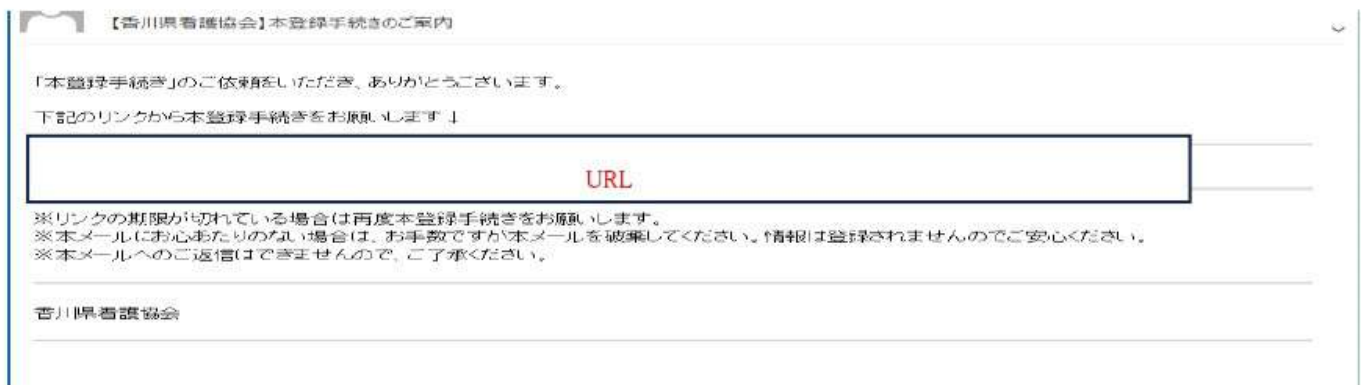 【香川県看護協会】本登録手続きのご案内
「本登録手続き」のご依頼をいただき、ありがとうございます。
下記のリンクから本登録手続きをお願いします↓
URL
※リンクの期限が切れている場合は再度本登録手続きをお願いします。
※本メールにお心あたりのない場合は、お手数ですが本メールを破棄してください。情報は登録されませんのでご安心ください。
※本メールへのご返信はできませんので、ご了承ください。
香川県看護協会